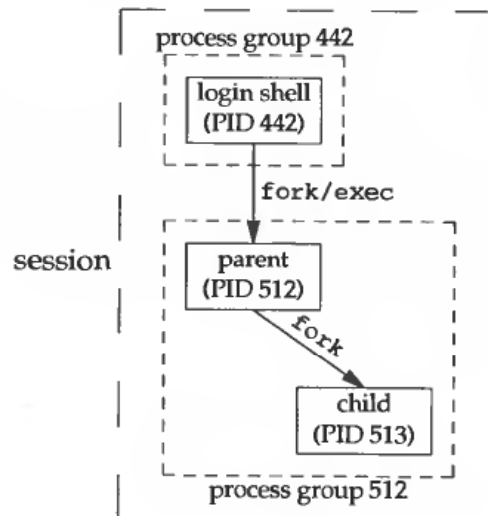 process group 442
login shell
(PID 442)
fork/exec
session
parent
(PID 512)
fork
child
(PID 513)
process group 512